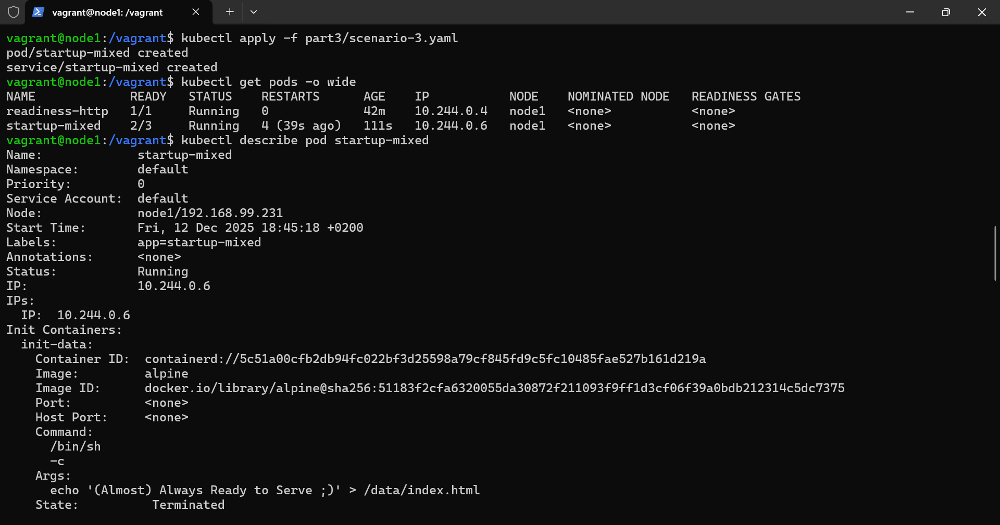 vagrant@node1: /vagrant
vagrant@node1:/vagrant$ kubectl apply -f part3/scenario-3.yaml
pod/startup-mixed created
service/startup-mixed created
vagrant@node1:/vagrant$ kubectl get pods -o wide
NAME             READY   STATUS    RESTARTS      AGE    IP           NODE    NOMINATED NODE   READINESS GATES
readiness-http   1/1     Running   0             42m    10.244.0.4   node1   <none>           <none>
startup-mixed    2/3     Running   4 (39s ago)   111s   10.244.0.6   node1   <none>           <none>
vagrant@node1:/vagrant$ kubectl describe pod startup-mixed
Name:             startup-mixed
Namespace:        default
Priority:         0
Service Account:  default
Node:             node1/192.168.99.231
Start Time:       Fri, 12 Dec 2025 18:45:18 +0200
Labels:           app=startup-mixed
Annotations:      <none>
Status:           Running
IP:               10.244.0.6
IPs:
  IP:  10.244.0.6
Init Containers:
  init-data:
    Container ID:  containerd://5c51a00cfb2db94fc022bf3d25598a79cf845fd9c5fc10485fae527b161d219a
    Image:         alpine
    Image ID:      docker.io/library/alpine@sha256:51183f2cfa6320055da30872f211093f9ff1d3cf06f39a0bdb212314c5dc7375
    Port:          <none>
    Host Port:     <none>
    Command:
      /bin/sh
      -c
    Args:
      echo '(Almost) Always Ready to Serve ;)' > /data/index.html
    State:          Terminated